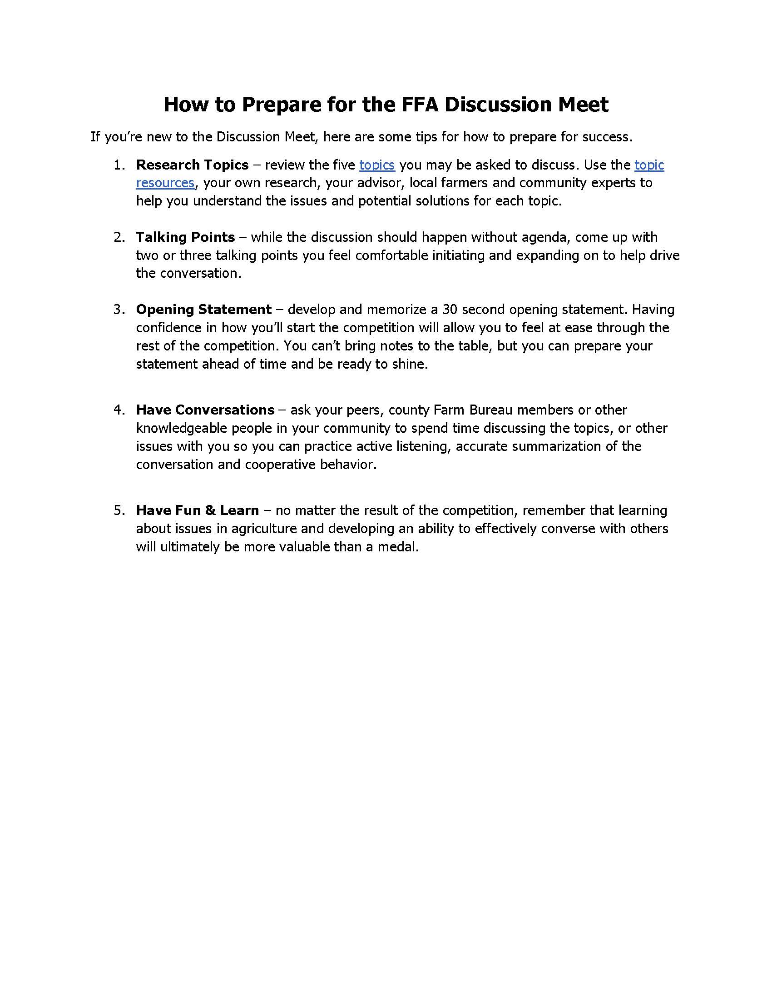 How to Prepare for the FFA Discussion Meet
If you’re new to the Discussion Meet, here are some tips for how to prepare for success.
1. Research Topics – review the five topics you may be asked to discuss. Use the topic
resources, your own research, your advisor, local farmers and community experts to
help you understand the issues and potential solutions for each topic.
2. Talking Points – while the discussion should happen without agenda, come up with
two or three talking points you feel comfortable initiating and expanding on to help drive
the conversation.
3. Opening Statement – develop and memorize a 30 second opening statement. Having
confidence in how you’ll start the competition will allow you to feel at ease through the
rest of the competition. You can’t bring notes to the table, but you can prepare your
statement ahead of time and be ready to shine.
4. Have Conversations – ask your peers, county Farm Bureau members or other
knowledgeable people in your community to spend time discussing the topics, or other
issues with you so you can practice active listening, accurate summarization of the
conversation and cooperative behavior.
5. Have Fun & Learn – no matter the result of the competition, remember that learning
about issues in agriculture and developing an ability to effectively converse with others
will ultimately be more valuable than a medal.